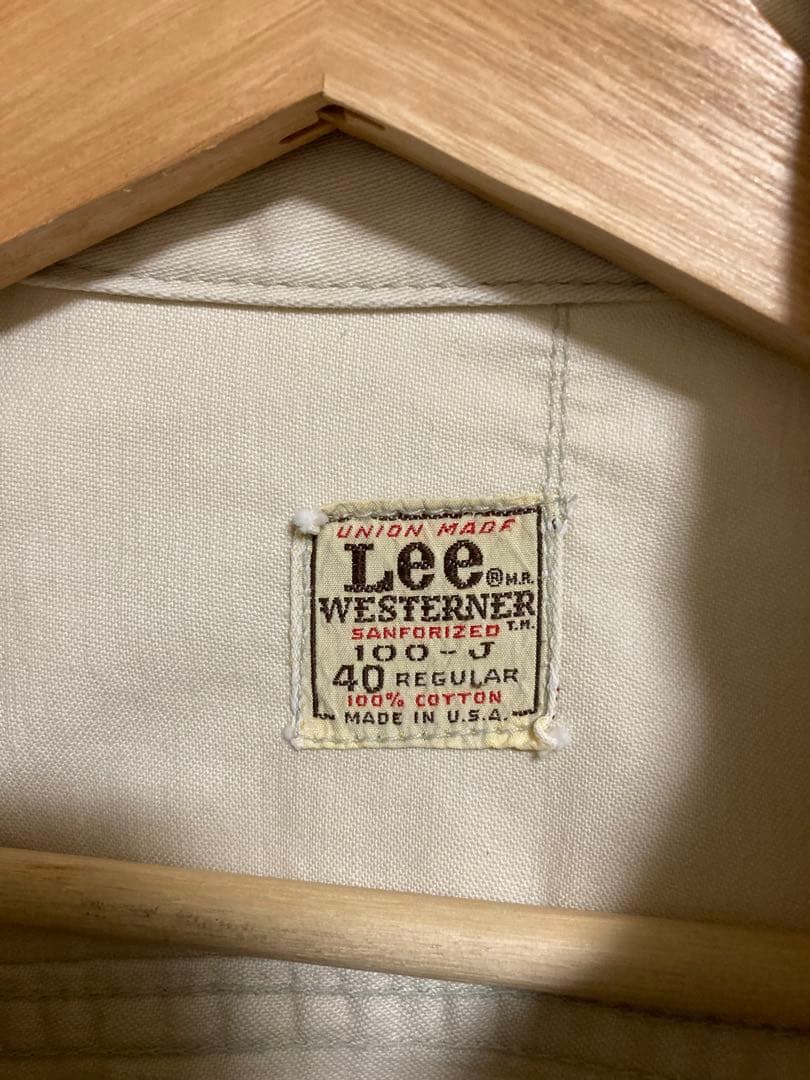 UNION MADE
Lee ® M.R.
WESTERNER
SANFORIZED T.M.
100-J
40 REGULAR
100% COTTON
MADE IN U.S.A.